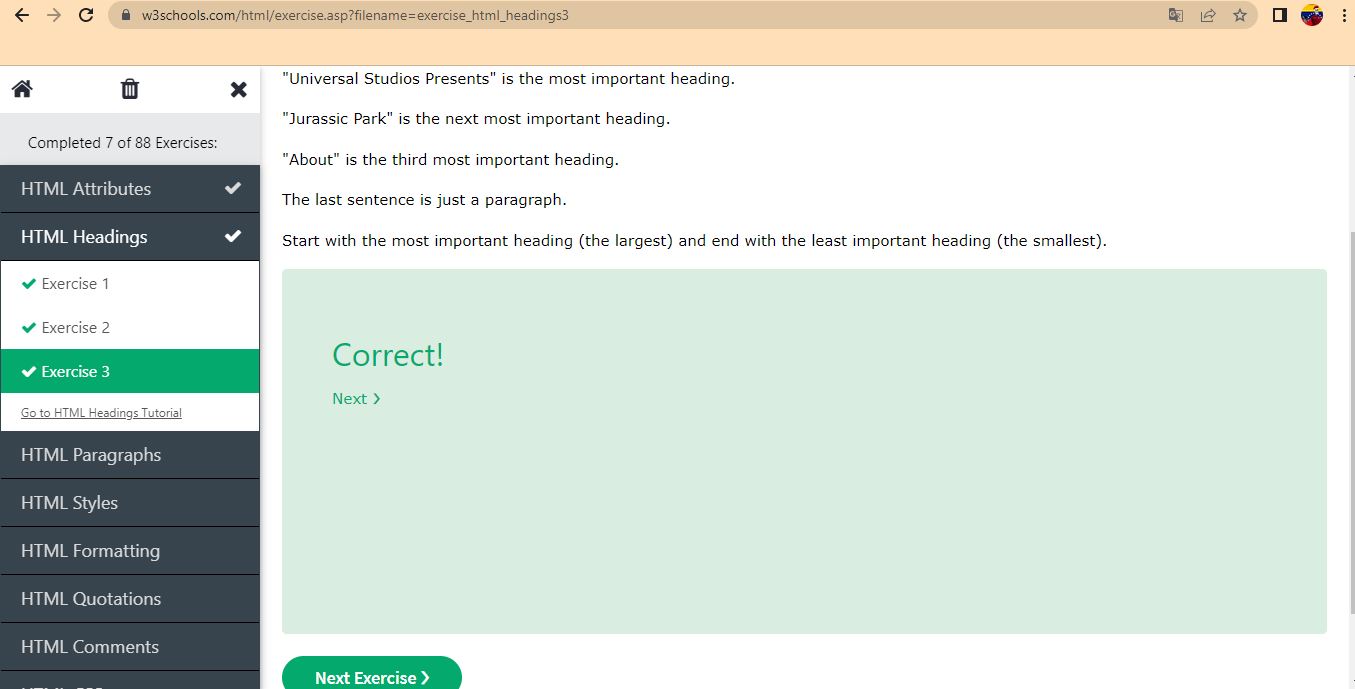 w3schools.com/html/exercise.asp?filename=exercise_html_headings3
Completed 7 of 88 Exercises:
HTML Attributes
HTML Headings
Exercise 1
Exercise 2
Exercise 3
Go to HTML Headings Tutorial
HTML Paragraphs
HTML Styles
HTML Formatting
HTML Quotations
HTML Comments
"Universal Studios Presents" is the most important heading.
"Jurassic Park" is the next most important heading.
"About" is the third most important heading.
The last sentence is just a paragraph.
Start with the most important heading (the largest) and end with the least important heading (the smallest).
Correct!
Next ❯
Next Exercise ❯